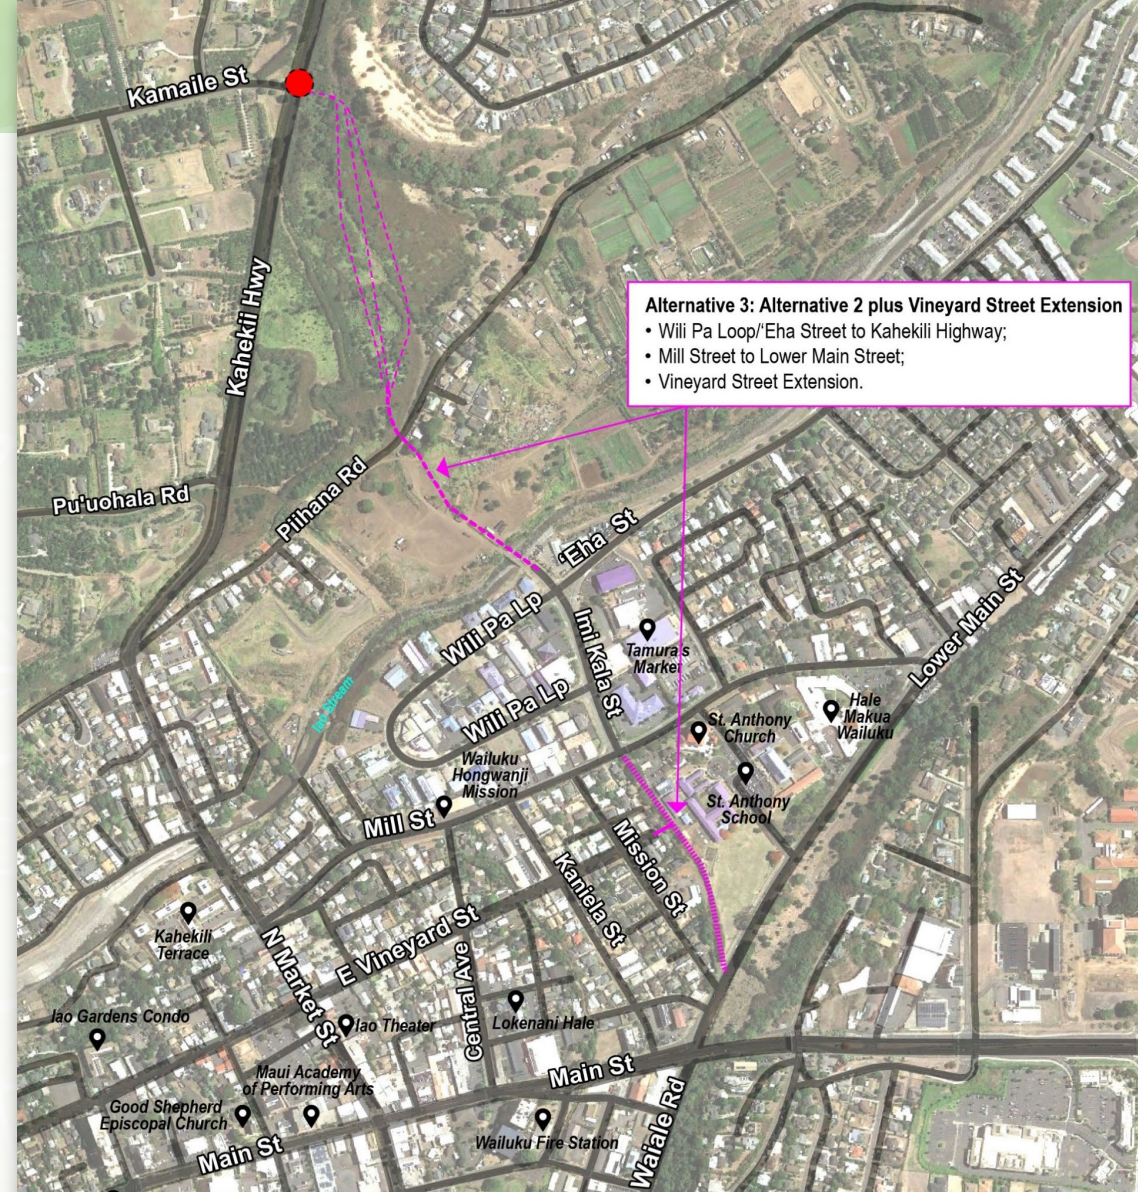 Kamaile St
Kahekii Hwy
Alternative 3: Alternative 2 plus Vineyard Street Extension
• Wili Pa Loop/‘Eha Street to Kahekili Highway;
• Mill Street to Lower Main Street;
• Vineyard Street Extension.
Pu'uohala Rd
Piihana Rd
‘Eha St
Wili Pa Lp
Imi Kala St
Tamura's
Market
Lower Main St
Wili Pa Lp
Iao Stream
Hale
Makua
Wailuku
St. Anthony
Church
Wailuku
Hongwanji
Mission
St. Anthony
School
Mill St
Mission St
Kaniela St
Kahekili
Terrace
E Vineyard St
N Market St
Central Ave
Iao Gardens Condo
Iao Theater
Lokenani Hale
Main St
Maui Academy
of Performing Arts
Good Shepherd
Episcopal Church
Wailuku Fire Station
Waiale Rd
Main St